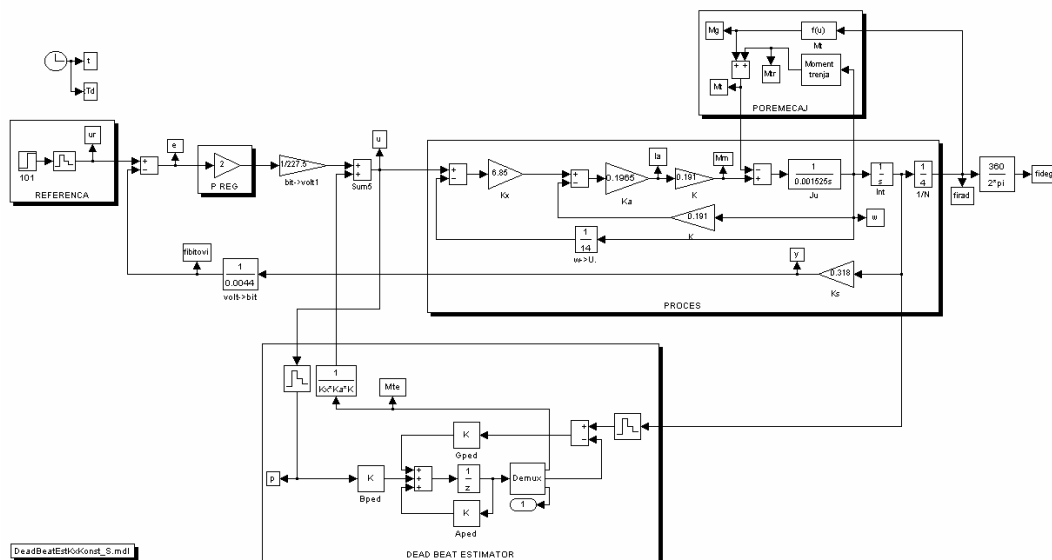 Mg
f(u)
Mt
t
Td
Moment
trenja
Mtr
Mt
POREMECAJ
ur
e
u
101
REFERENCA
2
P REG
1/227.5
bit->volt1
Sum5
6.85
Kx
0.1965
Ka
Ia
0.191
K
Mm
1
0.001525s
Ju
1
s
Int
1
4
1/N
firad
360
2*pi
fideg
0.191
K
w
1
14
w->U.
fibitovi
1
0.0044
volt->bit
y
0.318
Ks
PROCES
1
Kx*Ka*K
Mte
K
Gped
p
K
Bped
1
z
Demux
K
Aped
1
DEAD BEAT ESTIMATOR
DeadBeatEstKxKonst_S.mdl